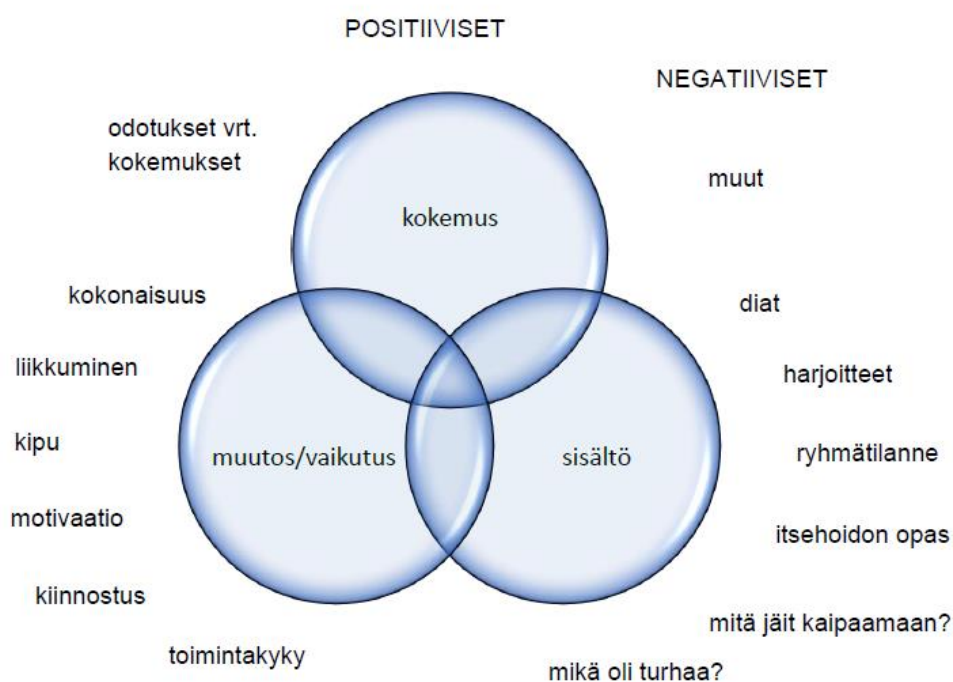 POSITIIVISET
NEGATIIVISET
odotukset vrt.
kokemukset
muut
kokemus
kokonaisuus
diat
liikkuminen
harjoitteet
kipu
muutos/vaikutus
sisältö
ryhmätilanne
motivaatio
itsehoidon opas
kiinnostus
mitä jäit kaipaamaan?
toimintakyky
mikä oli turhaa?